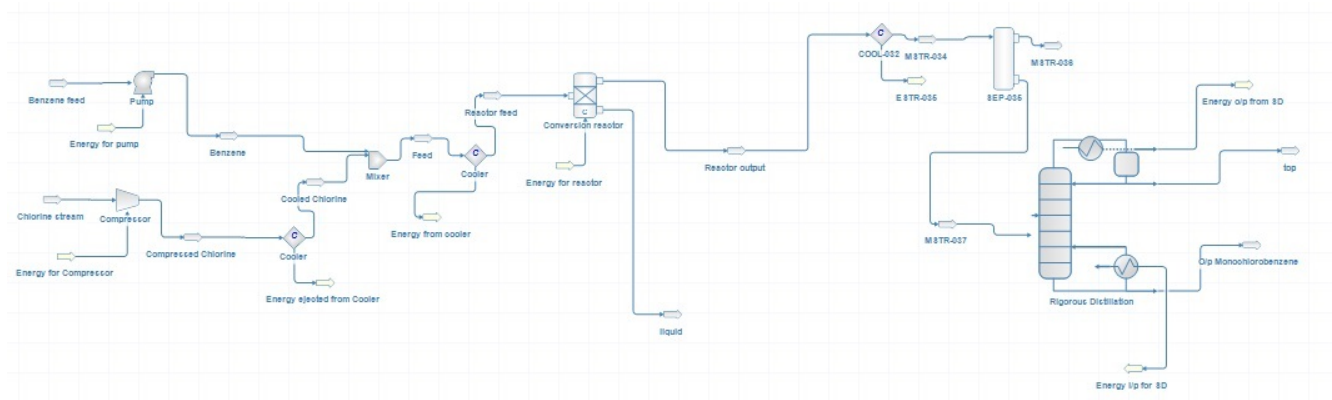 Benzene feed
Pump
Energy for pump
Benzene
Chlorine stream
Compressor
Energy for Compressor
Compressed Chlorine
Cooled Chlorine
Cooler
Energy ejected from Cooler
Mixer
Feed
Reactor feed
Cooler
Energy from cooler
C
Conversion reactor
Energy for reactor
liquid
Reactor output
C
COOL-032
MSTR-034
ESTR-035
SEP-035
MSTR-036
MSTR-037
Rigorous Distillation
Energy o/p from SD
top
O/p Monochlorobenzene
Energy I/p for SD
C
C